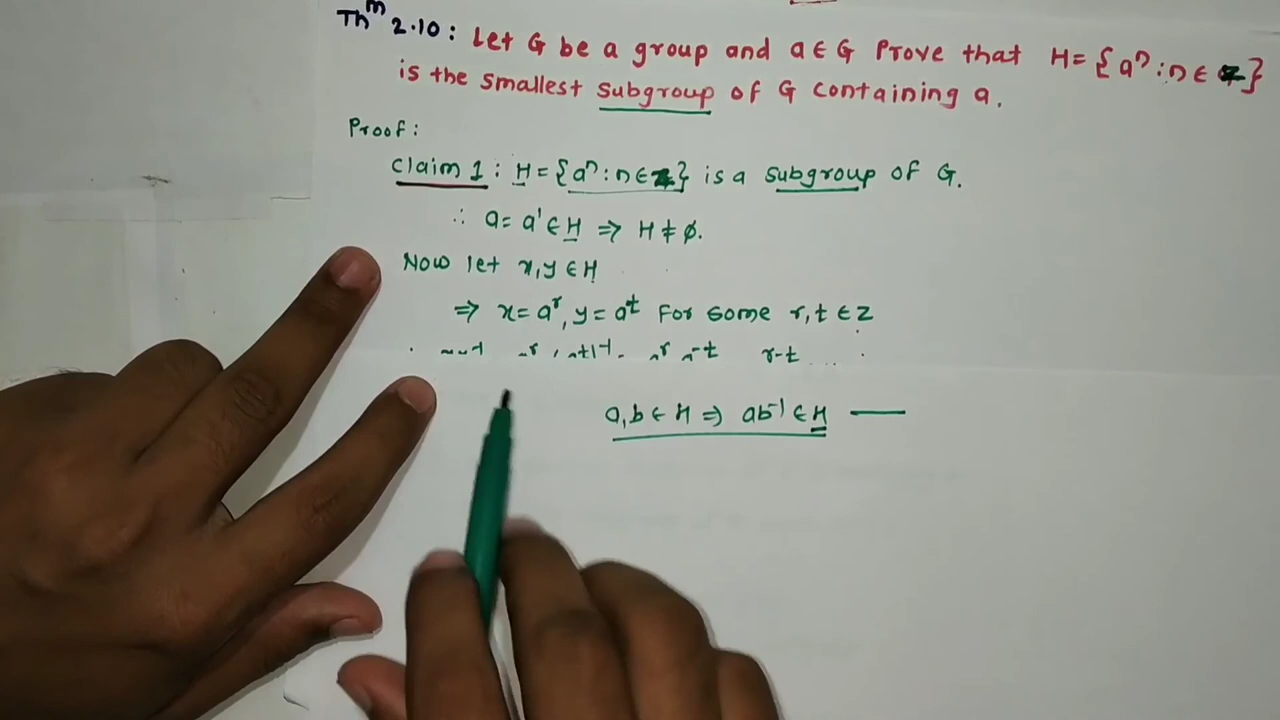 Thm 2.10: Let G be a group and a ∈ G Prove that H = {aⁿ : n ∈ Z}
is the smallest subgroup of G containing a.
Proof:
Claim 1 : H = {aⁿ : n ∈ Z} is a subgroup of G.
∴ a = a¹ ∈ H ⇒ H ≠ ϕ.
Now let x, y ∈ H
⇒ x = aʳ, y = aᵗ For some r, t ∈ Z
a, b ∈ H ⇒ ab⁻¹ ∈ H —